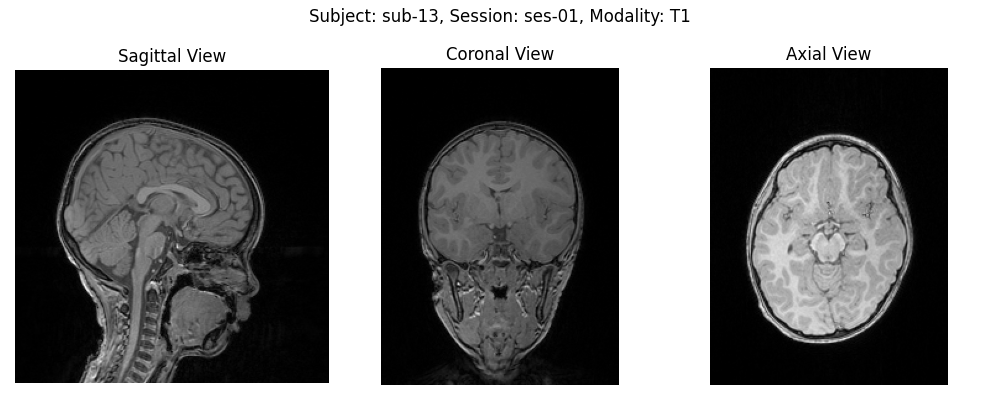 Subject: sub-13, Session: ses-01, Modality: T1
Sagittal View
Coronal View
Axial View